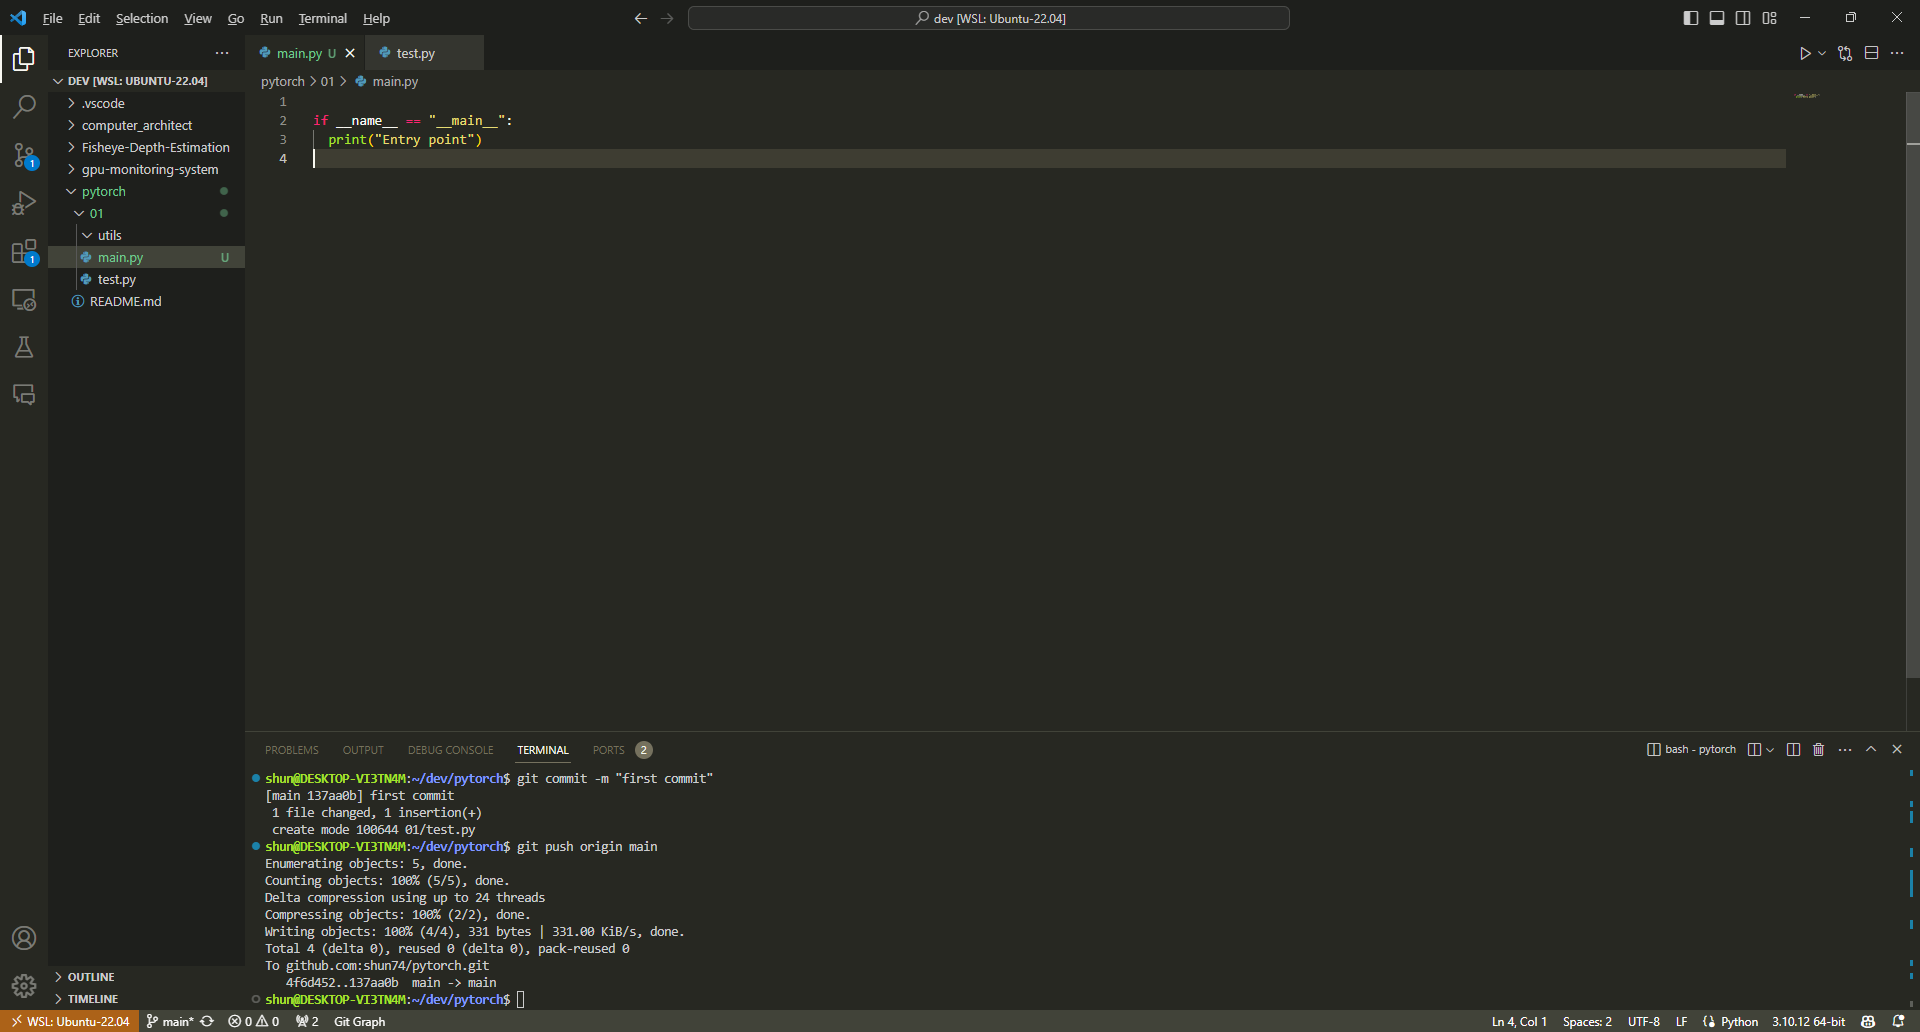 File Edit Selection View Go Run Terminal Help
dev [WSL: Ubuntu-22.04]
EXPLORER
DEV [WSL: UBUNTU-22.04]
.vscode
computer_architect
Fisheye-Depth-Estimation
gpu-monitoring-system
pytorch
01
utils
main.py U
test.py
README.md
OUTLINE
TIMELINE
1
1
main.py U
test.py
pytorch > 01 > main.py
1
2 if __name__ == "__main__":
3 print("Entry point")
4
PROBLEMS OUTPUT DEBUG CONSOLE TERMINAL PORTS 2
bash - pytorch
shun@DESKTOP-VI3TN4M:~/dev/pytorch$ git commit -m "first commit"
[main 137aa0b] first commit
1 file changed, 1 insertion(+)
create mode 100644 01/test.py
shun@DESKTOP-VI3TN4M:~/dev/pytorch$ git push origin main
Enumerating objects: 5, done.
Counting objects: 100% (5/5), done.
Delta compression using up to 24 threads
Compressing objects: 100% (2/2), done.
Writing objects: 100% (4/4), 331 bytes | 331.00 KiB/s, done.
Total 4 (delta 0), reused 0 (delta 0), pack-reused 0
To github.com:shun74/pytorch.git
4f6d452..137aa0b main -> main
shun@DESKTOP-VI3TN4M:~/dev/pytorch$
WSL: Ubuntu-22.04 main* 0 0 2 Git Graph
Ln 4, Col 1 Spaces: 2 UTF-8 LF Python 3.10.12 64-bit